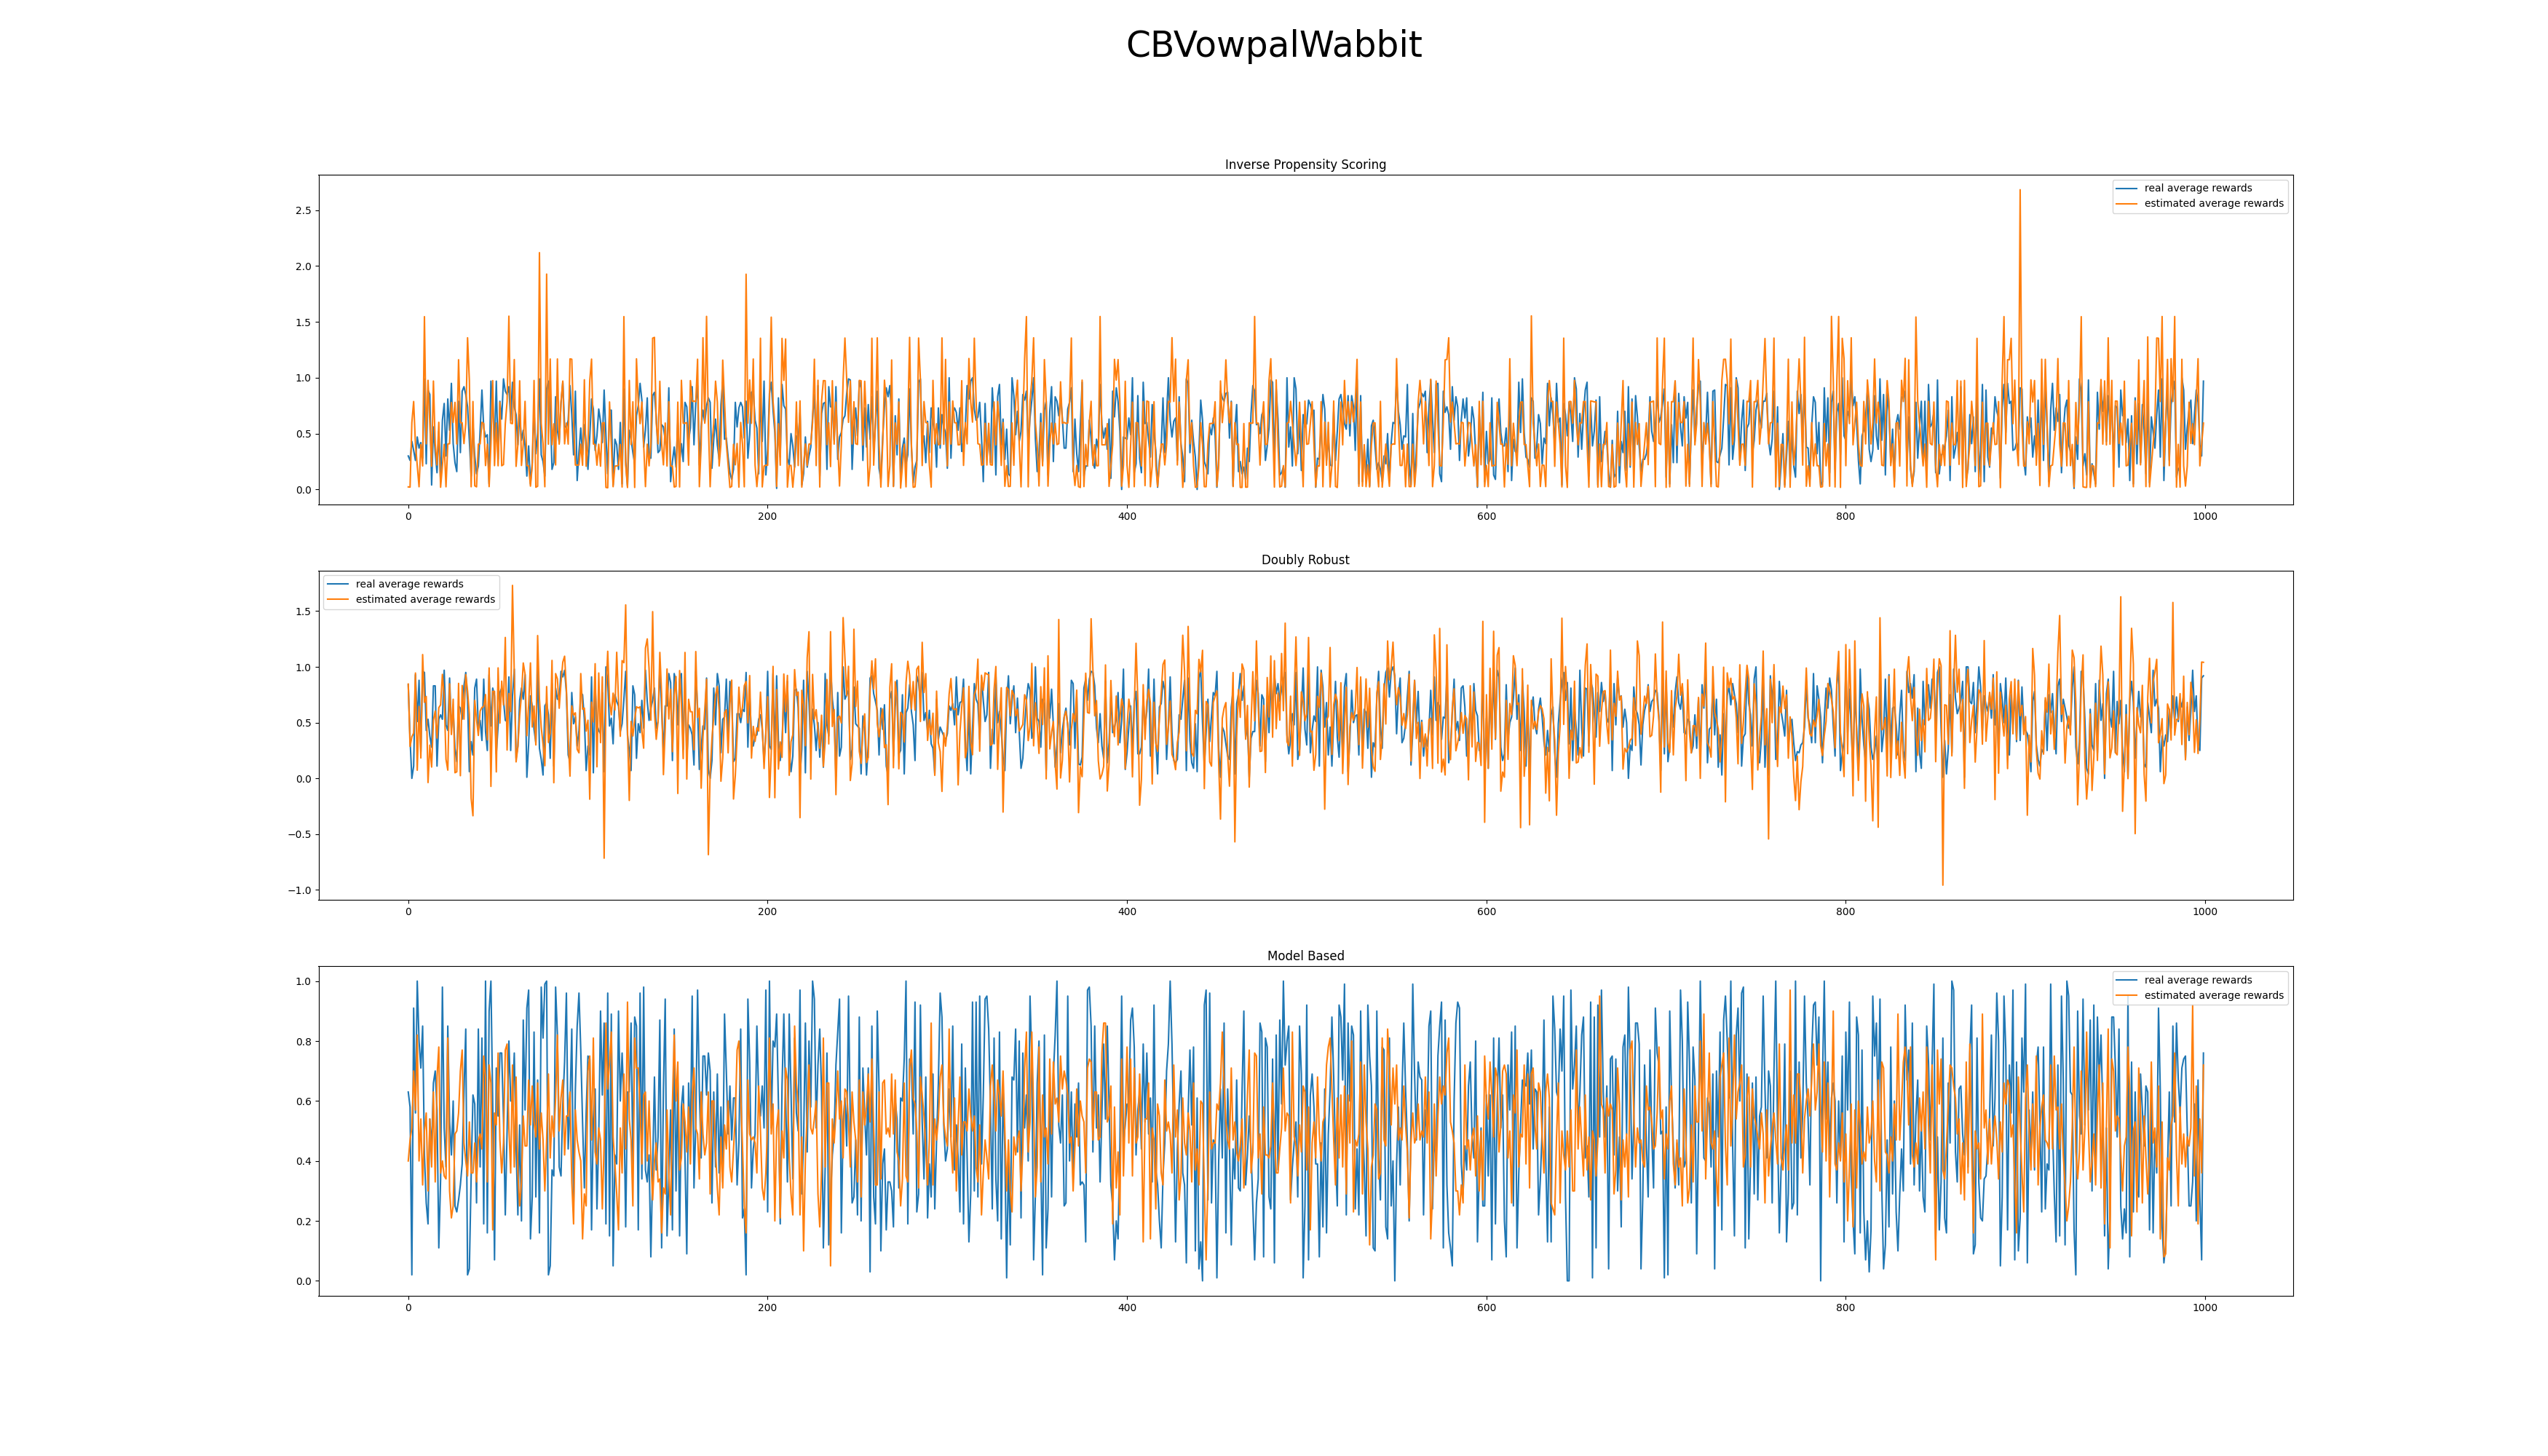 CBVowpalWabbit
Inverse Propensity Scoring
real average rewards
estimated average rewards
2.5
2.0
1.5
1.0
0.5
0.0
0 200 400 600 800 1000
Doubly Robust
real average rewards
estimated average rewards
1.5
1.0
0.5
0.0
−0.5
−1.0
0 200 400 600 800 1000
Model Based
real average rewards
estimated average rewards
1.0
0.8
0.6
0.4
0.2
0.0
0 200 400 600 800 1000